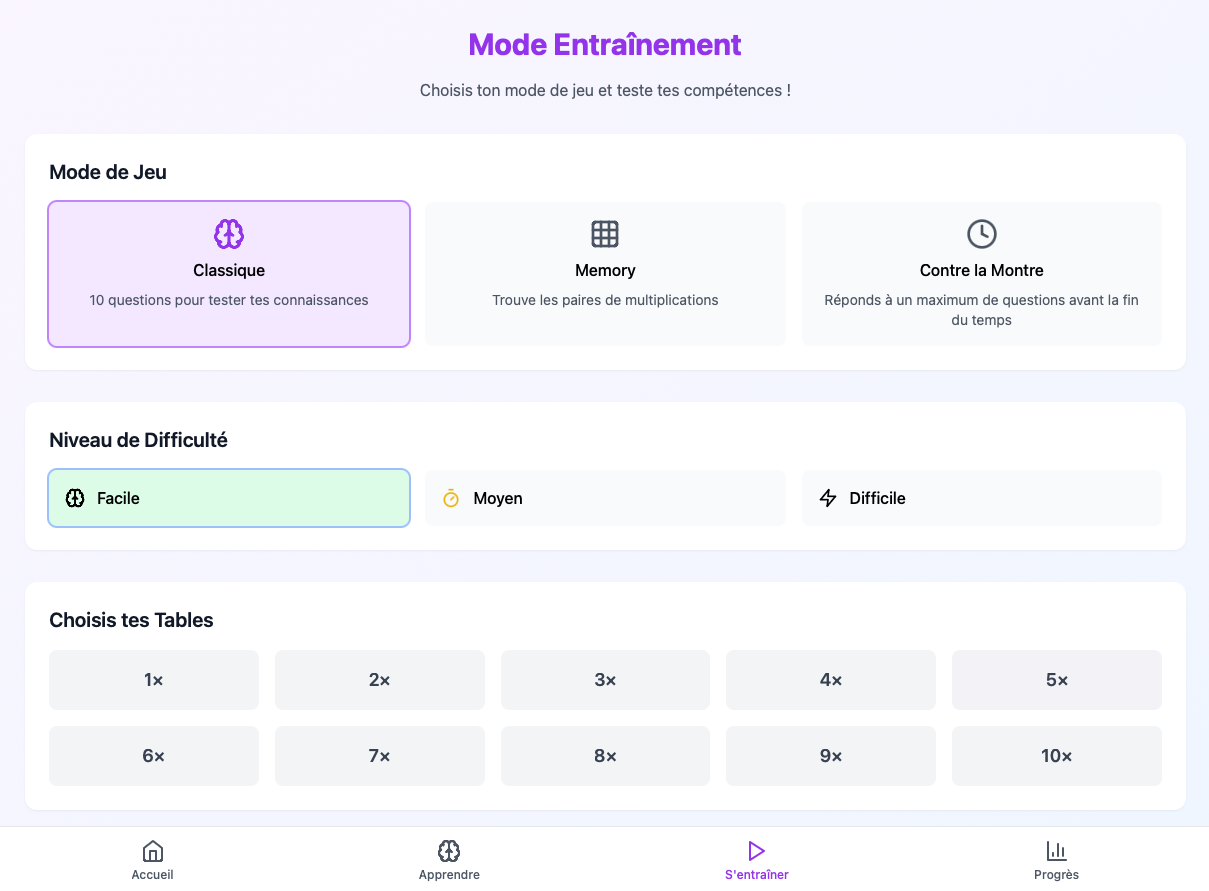 Mode Entraînement
Choisis ton mode de jeu et teste tes compétences !
Mode de Jeu
Classique
10 questions pour tester tes connaissances
Memory
Trouve les paires de multiplications
Contre la Montre
Réponds à un maximum de questions avant la fin
du temps
Niveau de Difficulté
Facile
Moyen
Difficile
Choisis tes Tables
1×
2×
3×
4×
5×
6×
7×
8×
9×
10×
Accueil
Apprendre
S'entraîner
Progrès